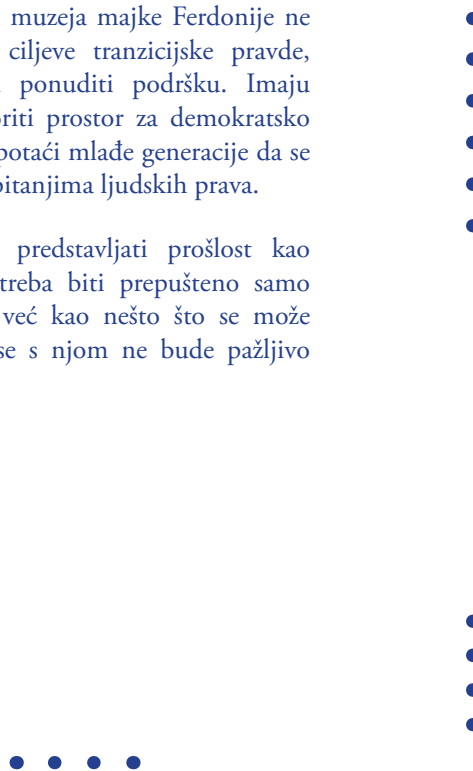 muzeja majke Ferdonije ne
ciljeve tranzicijske pravde,
ponuditi podršku. Imaju
prostor za demokratsko
potaći mlađe generacije da se
pitanjima ljudskih prava.
predstavljati prošlost kao
treba biti prepušteno samo
već kao nešto što se može
se s njom ne bude pažljivo